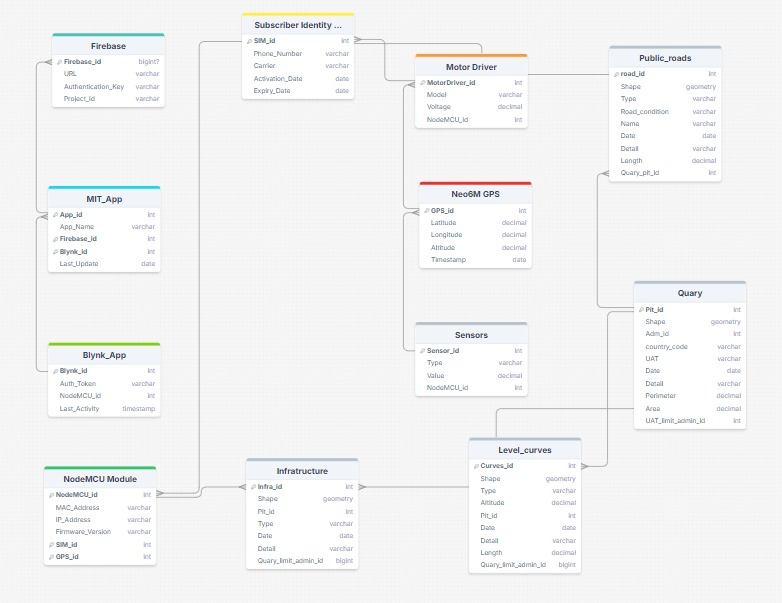 Firebase
Firebase_id bigint?
URL varchar
Authentication_Key varchar
Project_Id varchar
Subscriber Identity ...
SIM_id int
Phone_Number varchar
Carrier varchar
Activation_Date date
Expiry_Date date
Motor Driver
MotorDriver_id int
Model varchar
Voltage decimal
NodeMCU_id int
Public_roads
road_id int
Shape geometry
Type varchar
Road_condition varchar
Name varchar
Date date
Detail varchar
Length decimal
Quary_pit_id int
MIT_App
App_id int
App_Name varchar
Firebase_id int
Blynk_id int
Last_Update date
Neo6M GPS
GPS_id int
Latitude decimal
Longitude decimal
Altitude decimal
Timestamp date
Quary
Pit_id int
Shape geometry
Adm_id int
country_code varchar
UAT varchar
Date date
Detail varchar
Perimeter decimal
Area decimal
UAT_limit_admin_id int
Blynk_App
Blynk_id int
Auth_Token varchar
NodeMCU_id int
Last_Activity timestamp
Sensors
Sensor_id int
Type varchar
Value decimal
NodeMCU_id int
NodeMCU Module
NodeMCU_id int
MAC_Address varchar
IP_Address varchar
Firmware_Version varchar
SIM_id int
GPS_id int
Infratructure
Infra_id int
Shape geometry
Pit_id int
Type varchar
Date date
Detail varchar
Quary_limit_admin_id bigint
Level_curves
Curves_id int
Shape geometry
Type varchar
Altitude decimal
Pit_id int
Date date
Detail varchar
Length decimal
Quary_limit_admin_id bigint